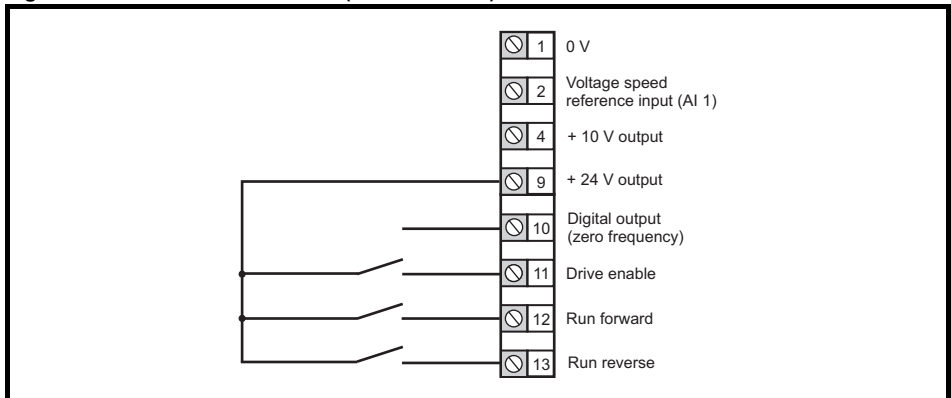 1 0 V
2 Voltage speed
reference input (AI 1)
4 + 10 V output
9 + 24 V output
10 Digital output
(zero frequency)
11 Drive enable
12 Run forward
13 Run reverse